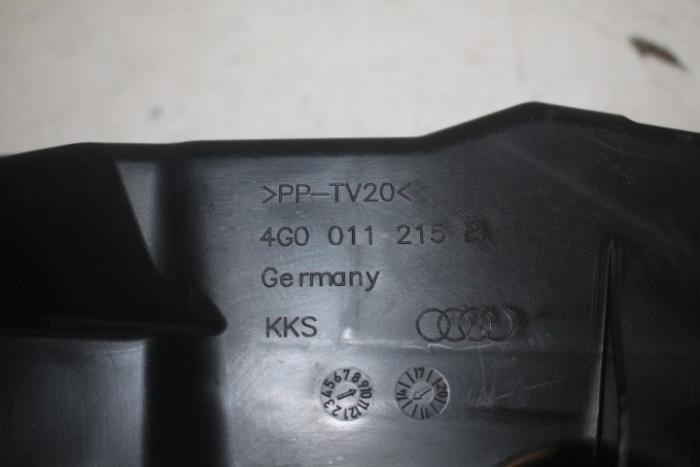 >PP-TV20<
4G0 011 215 B
Germany
KKS